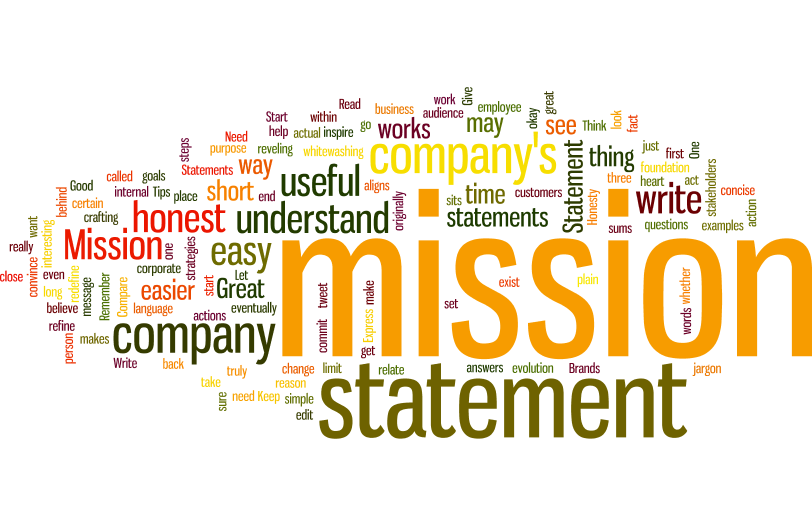 Give
work
great
Read
employee
business
audience
okay
look
Start
within
may
Think
fact
help
actual
inspire
go
works
see
Need
steps
purpose
reveling
whitewashing
company's
Statement
thing
just
first
One
Statements
way
foundation
called
goals
useful
aligns
three
heart
act
stakeholders
Good
internal
Tips
place
short
end
originally
sits
time
customers
Honesty
write
concise
behind
certain
crafting
honest
understand
statements
sums
questions
examples
action
want
interesting
really
Mission
one
strategies
easy
mission
close
convince
even
corporate
Let
long
redefine
message
Remember
Compare
easier
start
Great
tweet
make
exist
plain
whether
believe
language
eventually
set
refine
actions
commit
Express
words
person
makes
company
get
Write
back
truly
change
limit
relate
answers
evolution
Brands
jargon
take
reason
statement
sure
need
Keep
simple
edit